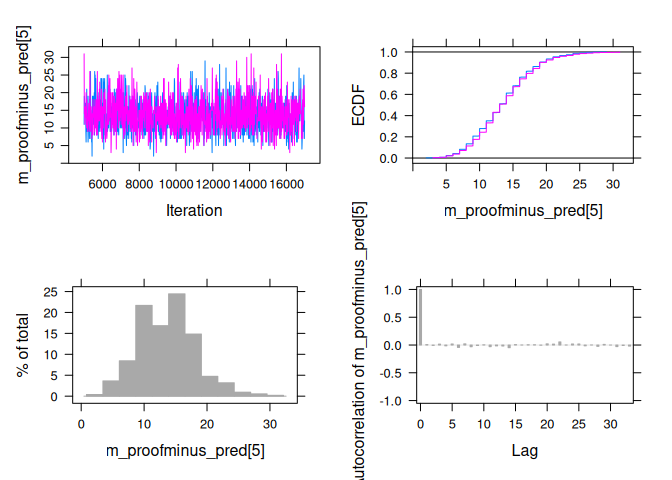 m_proofminus_pred[5]
5 10 15 20 25 30
6000 8000 10000 12000 14000 16000
Iteration
ECDF
0.0 0.2 0.4 0.6 0.8 1.0
5 10 15 20 25 30
m_proofminus_pred[5]
% of total
0 5 10 15 20 25
0 10 20 30
m_proofminus_pred[5]
utocorrelation of m_proofminus_pred[5]
-1.0 -0.5 0.0 0.5 1.0
0 5 10 15 20 25 30
Lag